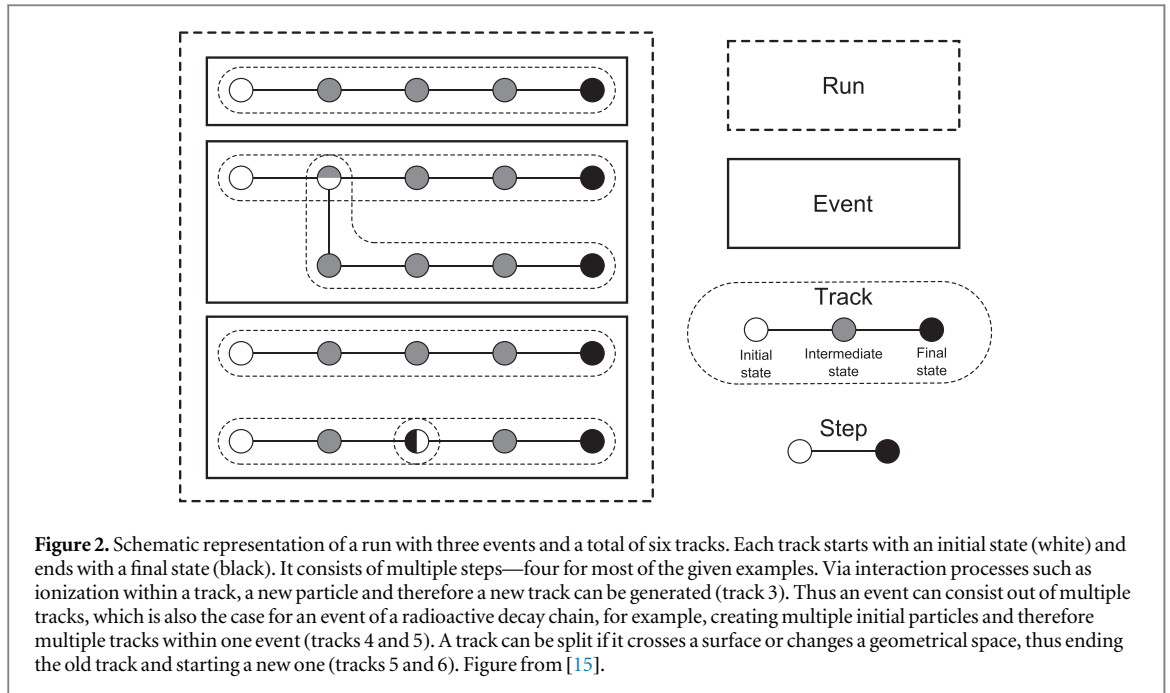 Run
Event
Track
Initial
state
Intermediate
state
Final
state
Step
Figure 2. Schematic representation of a run with three events and a total of six tracks. Each track starts with an initial state (white) and
ends with a final state (black). It consists of multiple steps—four for most of the given examples. Via interaction processes such as
ionization within a track, a new particle and therefore a new track can be generated (track 3). Thus an event can consist out of multiple
tracks, which is also the case for an event of a radioactive decay chain, for example, creating multiple initial particles and therefore
multiple tracks within one event (tracks 4 and 5). A track can be split if it crosses a surface or changes a geometrical space, thus ending
the old track and starting a new one (tracks 5 and 6). Figure from [15].